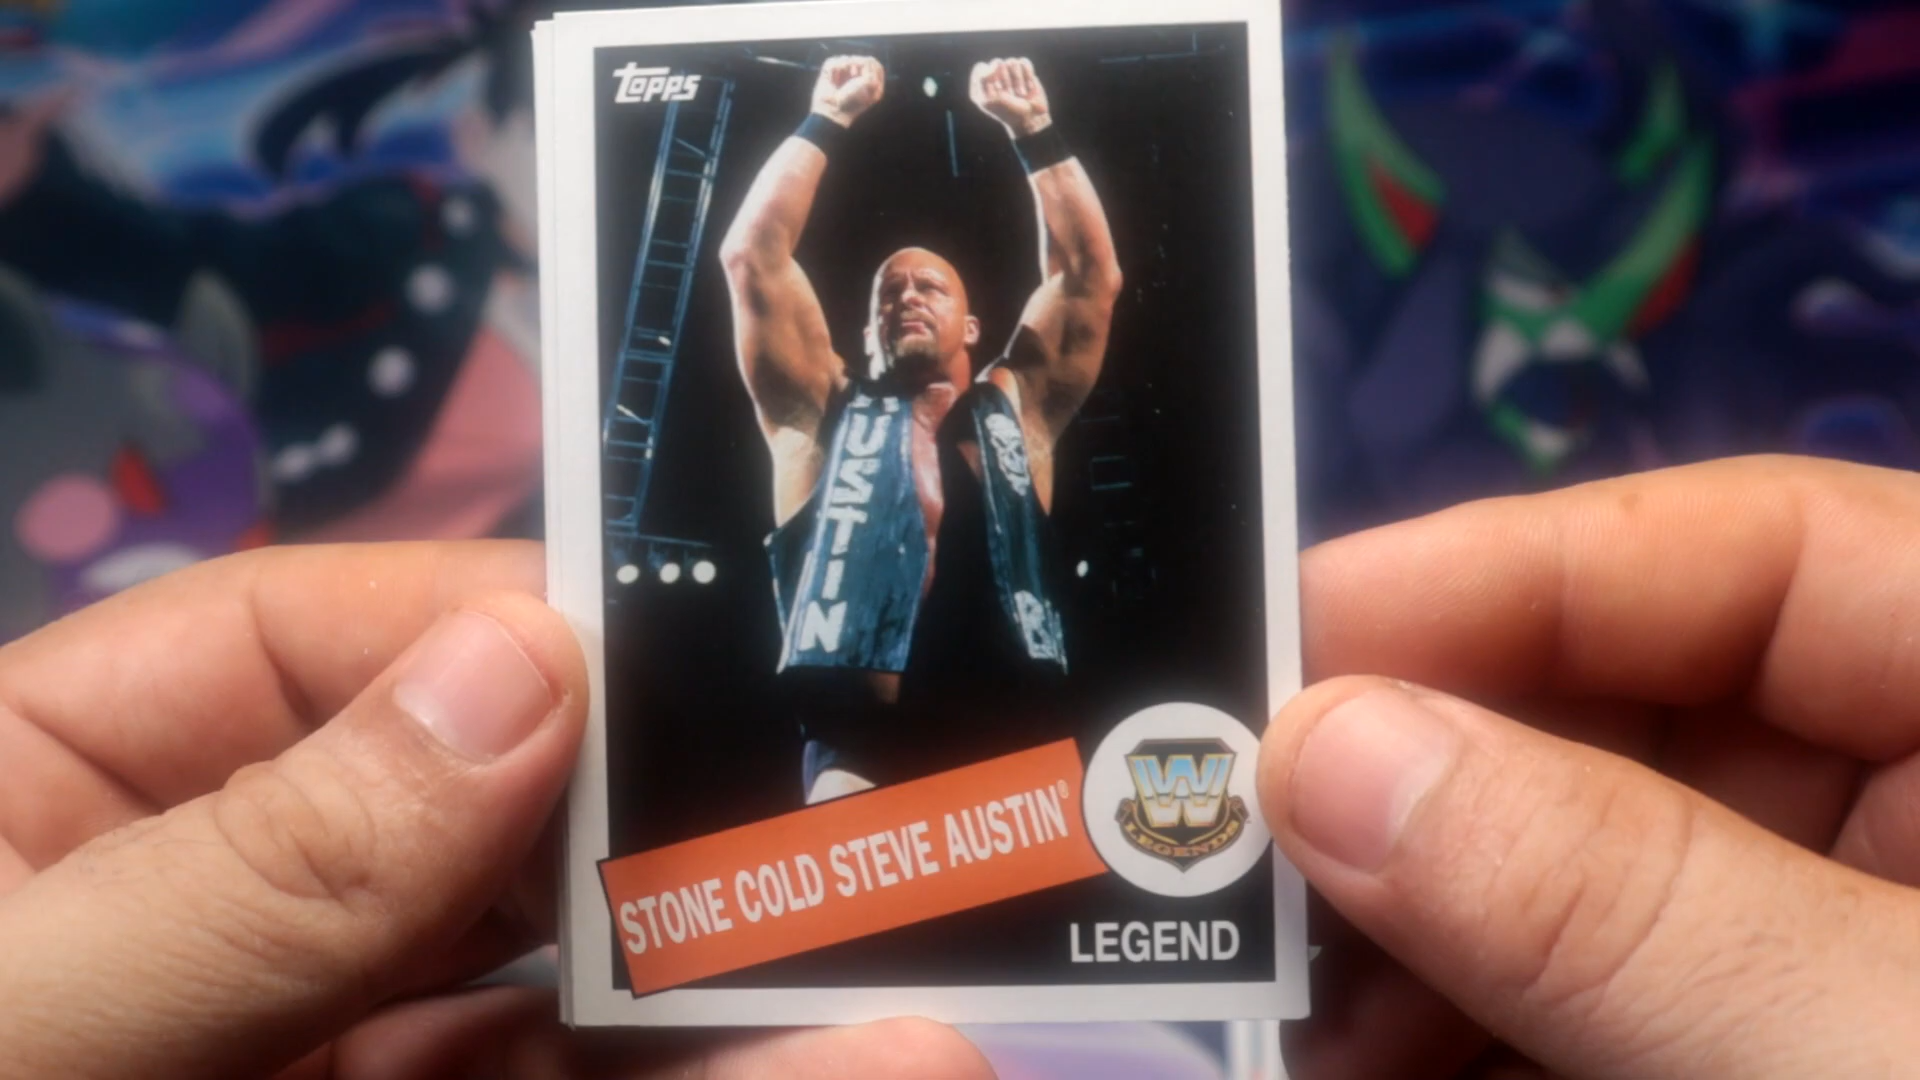 Topps
AUSTIN
STONE COLD STEVE AUSTIN®
W
LEGENDS
LEGEND